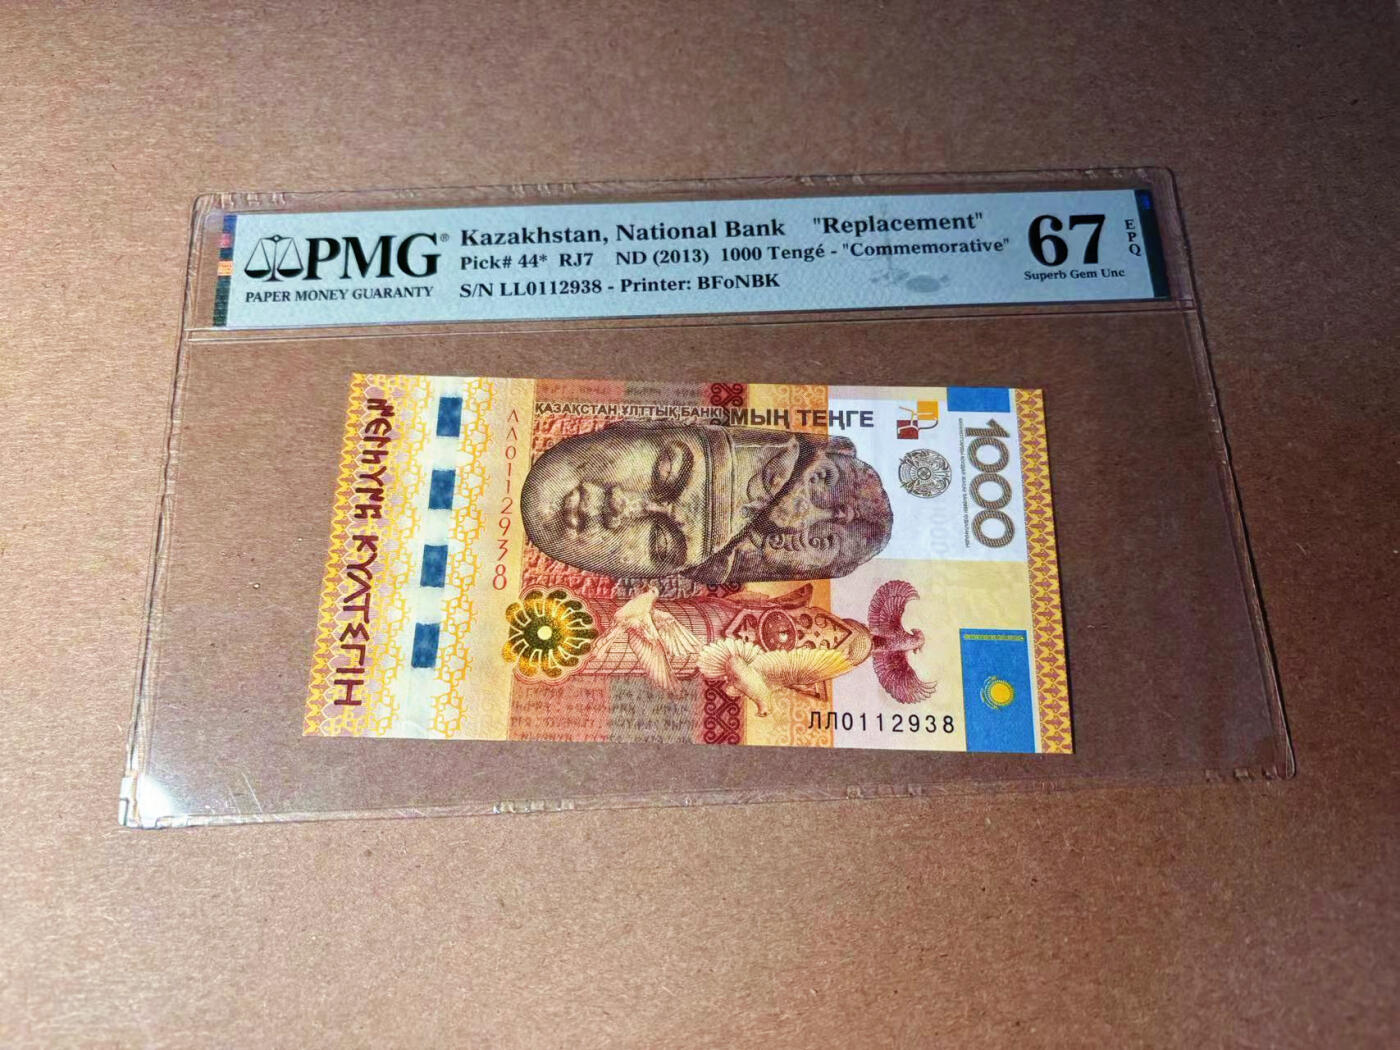 PMG®
PAPER MONEY GUARANTY
Kazakhstan, National Bank "Replacement"
Pick# 44* RJ7 ND (2013) 1000 Tengé - "Commemorative"
S/N LL0112938 - Printer: BFoNBK
67
EPQ
Superb Gem Unc
ҚАЗАҚСТАН ҰЛТТЫҚ БАНКІ
МЫҢ ТЕҢГЕ
1000
ЛЛ0112938
ЛЛ0112938